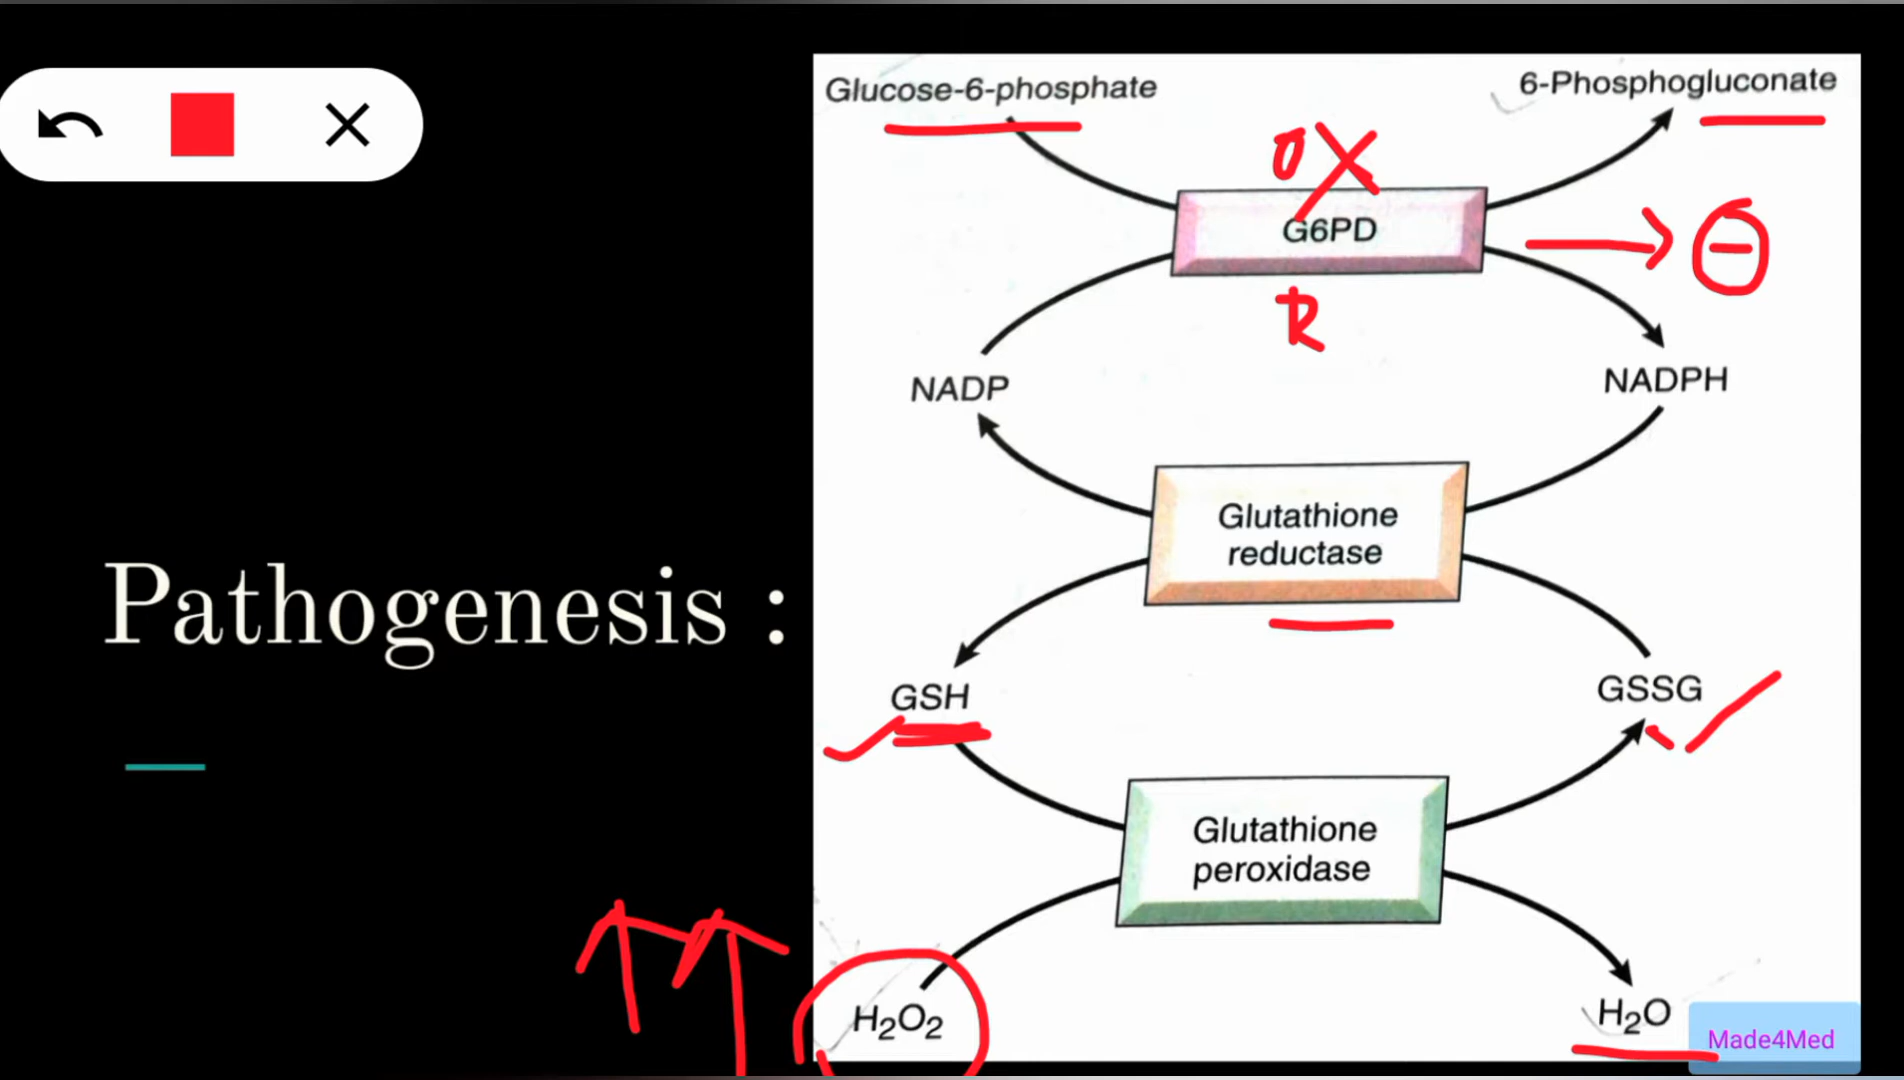 Glucose-6-phosphate
6-Phosphogluconate
OX
G6PD
R
NADP
NADPH
Glutathione
reductase
Pathogenesis :
GSH
GSSG
Glutathione
peroxidase
H₂O₂
H₂O
Made4Med